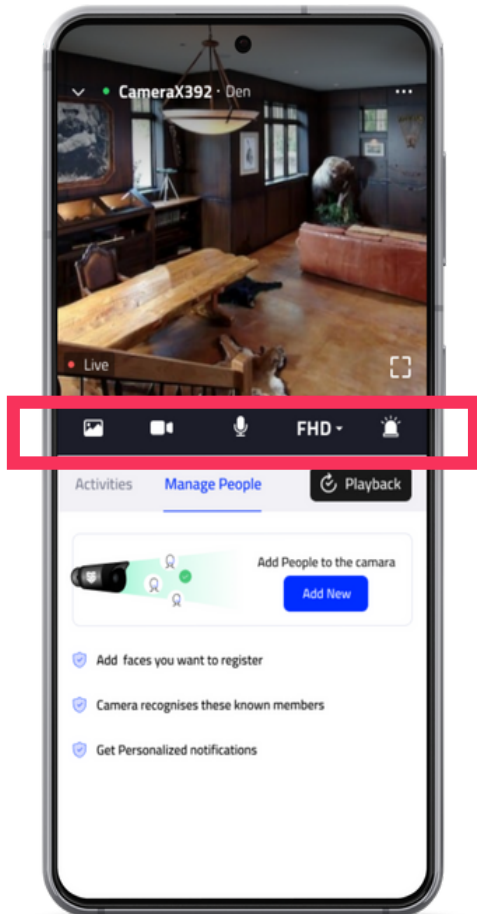 CameraX392 · Den
Live
FHD
Activities
Manage People
Playback
Add People to the camara
Add New
Add faces you want to register
Camera recognises these known members
Get Personalized notifications